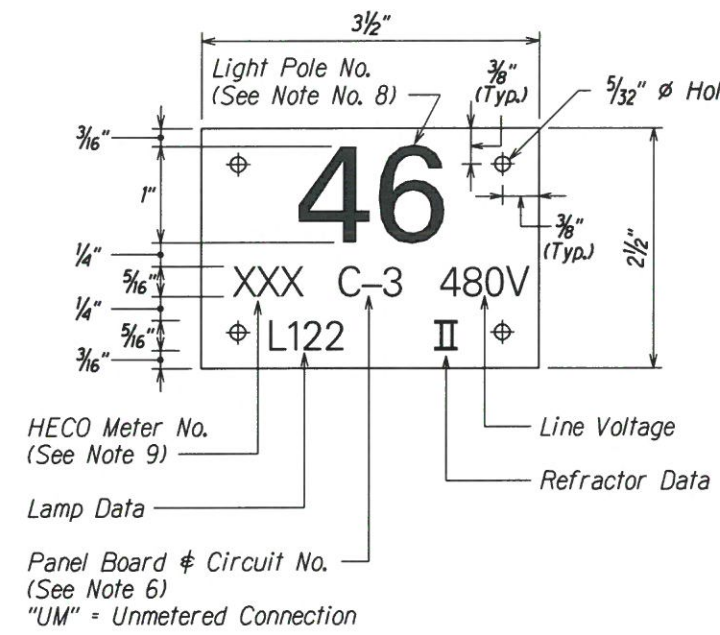 3½"
Light Pole No.
(See Note No. 8)
3/8"
(Typ.)
5/32" ø Hol
3/16"
1"
1/4"
5/16"
1/4"
5/16"
3/16"
46
3/8"
(Typ.)
2½"
XXX C-3 480V
L122 II
HECO Meter No.
(See Note 9)
Line Voltage
Refractor Data
Lamp Data
Panel Board & Circuit No.
(See Note 6)
"UM" = Unmetered Connection